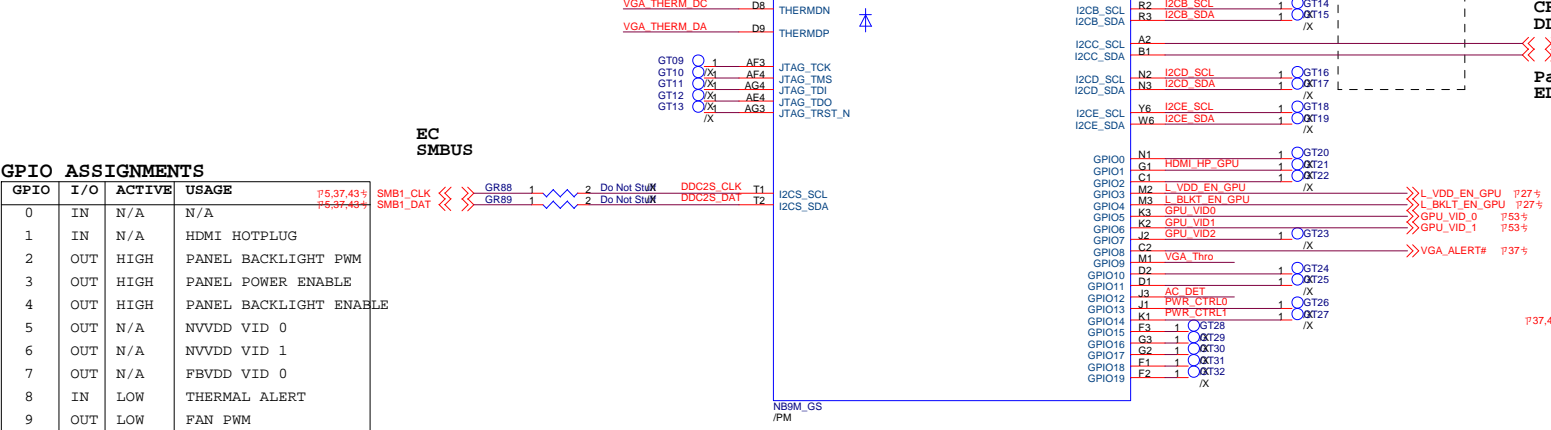 VGA_THERM_DC D8 THERMDN
VGA_THERM_DA D9 THERMDP
GT09 1 AF3 JTAG_TCK
GT10 /X 1 AF4 JTAG_TMS
GT11 /X 1 AG4 JTAG_TDI
GT12 /X 1 AE4 JTAG_TDO
GT13 /X 1 AG3 JTAG_TRST_N
/X
I2CB_SCL R2 I2CB_SCL 1 GT14
I2CB_SDA R3 I2CB_SDA 1 GT15
/X
I2CC_SCL A2
I2CC_SDA B1
I2CD_SCL N2 I2CD_SCL 1 GT16
I2CD_SDA N3 I2CD_SDA 1 GT17
/X
I2CE_SCL Y6 I2CE_SCL 1 GT18
I2CE_SDA W6 I2CE_SDA 1 GT19
/X
EC
SMBUS
SMB1_CLK GR88 1 2 Do Not Stuff DDC2S_CLK T1 I2CS_SCL
SMB1_DAT GR89 1 2 Do Not Stuff DDC2S_DAT T2 I2CS_SDA
GPIO0 N1 1 GT20
GPIO1 G1 HDMI_HP_GPU 1 GT21
GPIO2 C1 1 GT22
/X
GPIO3 M2 L_VDD_EN_GPU L_VDD_EN_GPU
GPIO4 M3 L_BLKT_EN_GPU L_BKLT_EN_GPU
GPIO5 K3 GPU_VID0 GPU_VID_0
GPIO6 K2 GPU_VID1 GPU_VID_1
GPIO7 J2 GPU_VID2 1 GT23
/X
GPIO8 C2 VGA_ALERT#
GPIO9 M1 VGA_Thro
GPIO10 D2 1 GT24
GPIO11 D1 1 GT25
/X
GPIO12 J3 AC_DET
GPIO13 J1 PWR_CTRL0 1 GT26
GPIO14 K1 PWR_CTRL1 1 GT27
/X
GPIO15 F3 1 GT28
GPIO16 G3 1 GT29
GPIO17 G2 1 GT30
GPIO18 F1 1 GT31
GPIO19 F2 1 GT32
/X
NB9M_GS
/PM
GPIO ASSIGNMENTS
GPIO I/O ACTIVE USAGE
0 IN N/A N/A
1 IN N/A HDMI HOTPLUG
2 OUT HIGH PANEL BACKLIGHT PWM
3 OUT HIGH PANEL POWER ENABLE
4 OUT HIGH PANEL BACKLIGHT ENABLE
5 OUT N/A NVVDD VID 0
6 OUT N/A NVVDD VID 1
7 OUT N/A FBVDD VID 0
8 IN LOW THERMAL ALERT
9 OUT LOW FAN PWM